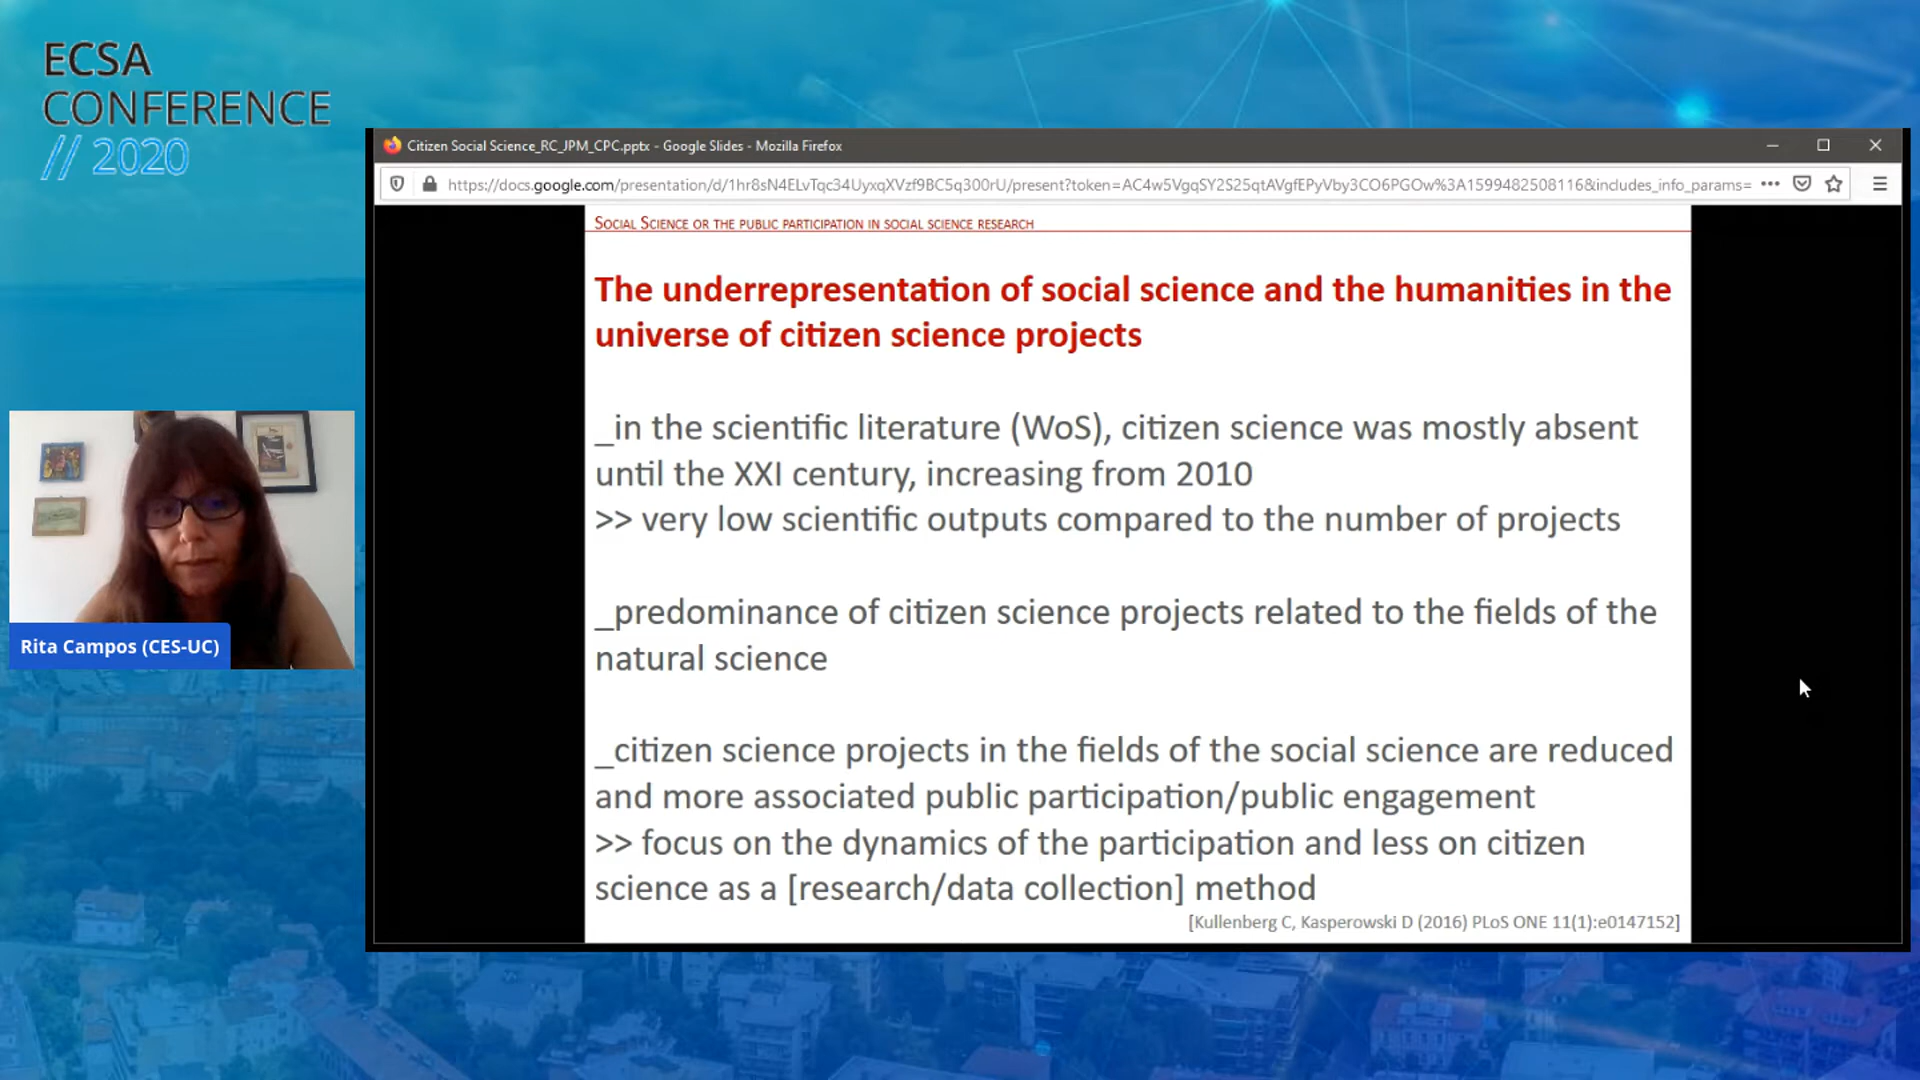 ECSA
CONFERENCE
// 2020
Citizen Social Science_RC_JPM_CPC.pptx - Google Slides - Mozilla Firefox
https://docs.google.com/presentation/d/1hr8sN4ELvTqc34UyxqXVzf9BC5q300rU/present?token=AC4w5VgqSY2S25qtAVgfEPyVby3CO6PGOw%3A1599482508116&includes_info_params=
Social Science or the public participation in social science research
The underrepresentation of social science and the humanities in the
universe of citizen science projects
_in the scientific literature (WoS), citizen science was mostly absent
until the XXI century, increasing from 2010
>> very low scientific outputs compared to the number of projects
_predominance of citizen science projects related to the fields of the
natural science
_citizen science projects in the fields of the social science are reduced
and more associated public participation/public engagement
>> focus on the dynamics of the participation and less on citizen
science as a [research/data collection] method
[Kullenberg C, Kasperowski D (2016) PLoS ONE 11(1):e0147152]
Rita Campos (CES-UC)